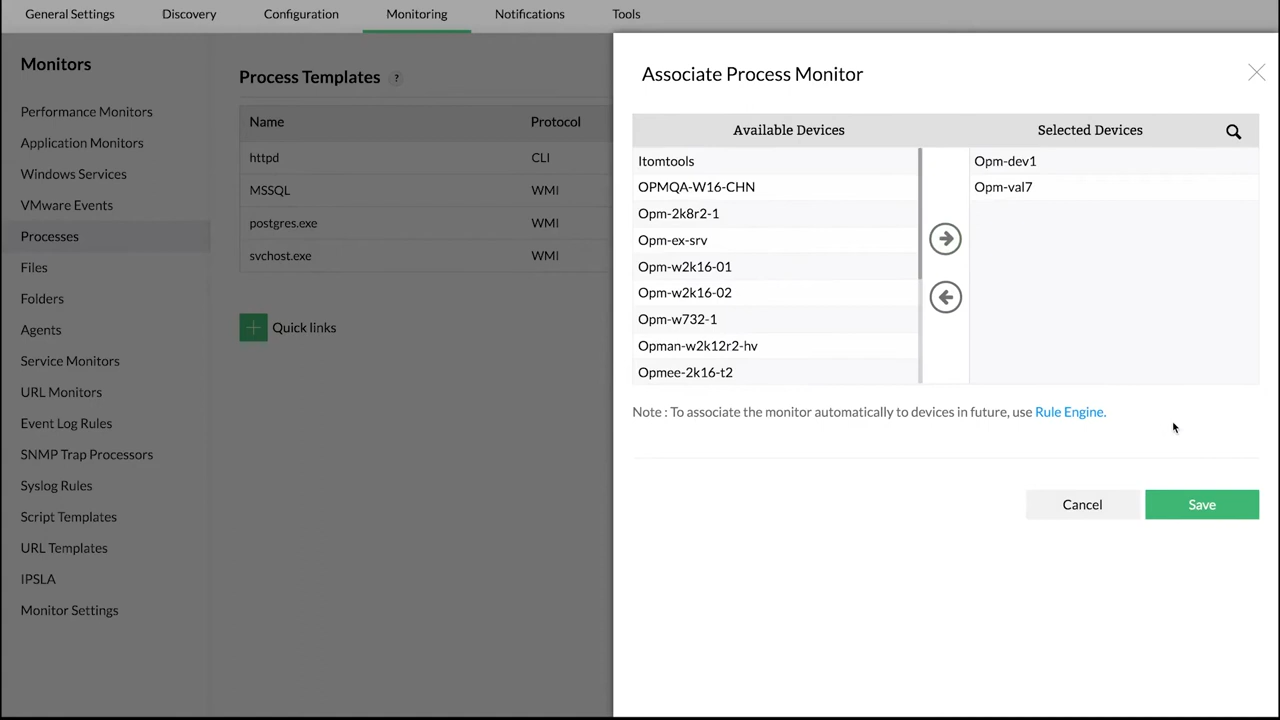 General Settings Discovery Configuration Monitoring Notifications Tools
Monitors
Performance Monitors
Application Monitors
Windows Services
VMware Events
Processes
Files
Folders
Agents
Service Monitors
URL Monitors
Event Log Rules
SNMP Trap Processors
Syslog Rules
Script Templates
URL Templates
IPSLA
Monitor Settings
Process Templates ?
Name Protocol
httpd CLI
MSSQL WMI
postgres.exe WMI
svchost.exe WMI
Quick links
Associate Process Monitor
Available Devices
Itomtools
OPMQA-W16-CHN
Opm-2k8r2-1
Opm-ex-srv
Opm-w2k16-01
Opm-w2k16-02
Opm-w732-1
Opman-w2k12r2-hv
Opmee-2k16-t2
Selected Devices
Opm-dev1
Opm-val7
Note : To associate the monitor automatically to devices in future, use Rule Engine.
Cancel Save